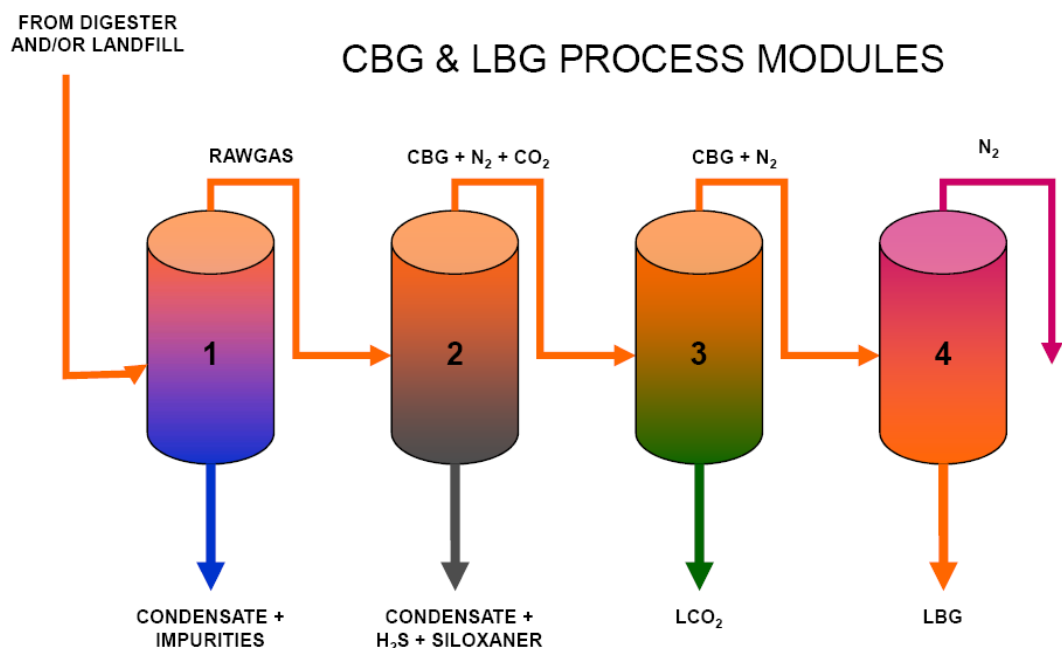 FROM DIGESTER
AND/OR LANDFILL
CBG & LBG PROCESS MODULES
RAWGAS
CBG + N₂ + CO₂
CBG + N₂
N₂
1
2
3
4
CONDENSATE +
IMPURITIES
CONDENSATE +
H₂S + SILOXANER
LCO₂
LBG